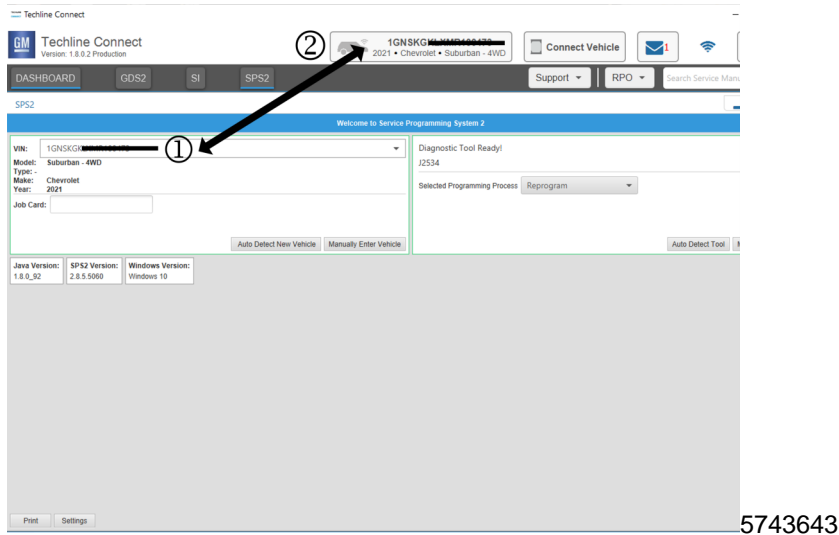 Techline Connect
GM
Techline Connect
Version: 1.8.0.2 Production
②
2021 • Chevrolet • Suburban - 4WD
Connect Vehicle
1
DASHBOARD
GDS2
SI
SPS2
Support
RPO
Search Service Manu
SPS2
Welcome to Service Programming System 2
VIN:
①
Model: Suburban - 4WD
Type: -
Make: Chevrolet
Year: 2021
Job Card:
Auto Detect New Vehicle
Manually Enter Vehicle
Diagnostic Tool Ready!
J2534
Selected Programming Process
Reprogram
Auto Detect Tool
Java Version:
1.8.0_92
SPS2 Version:
2.8.5.5060
Windows Version:
Windows 10
Print
Settings
5743643